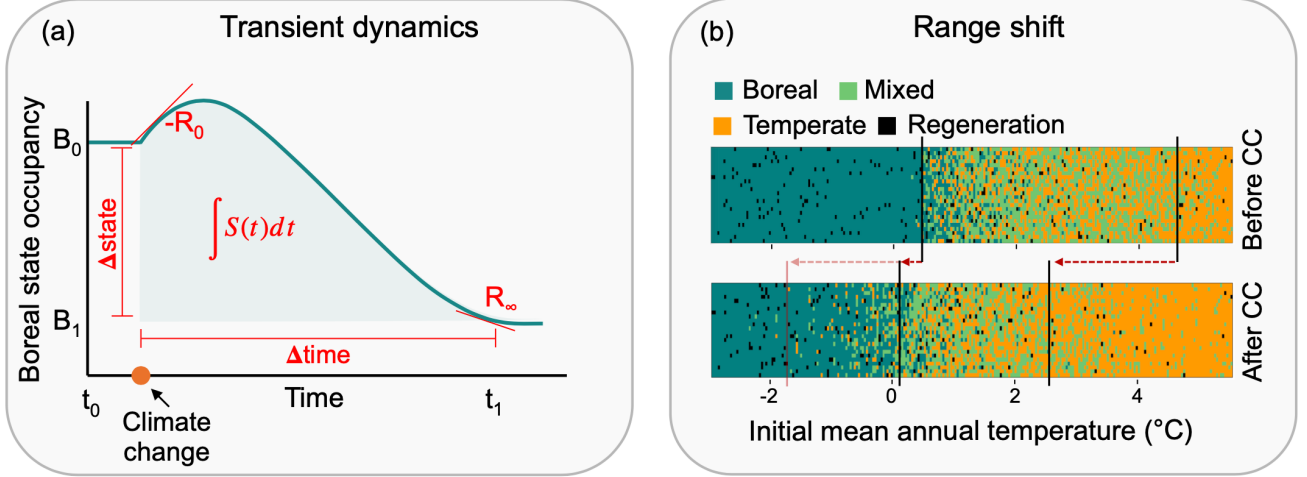 (a) Transient dynamics
Boreal state occupancy
B₀
-R₀
Δstate
∫S(t)dt
R∞
B₁
Δtime
t₀
Time
t₁
Climate
change
(b) Range shift
Boreal Mixed
Temperate Regeneration
Before CC
After CC
-2 0 2 4
Initial mean annual temperature (°C)